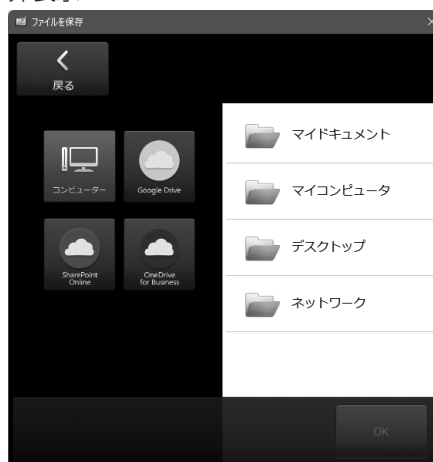 ファイルを保存
戻る
コンピューター
Google Drive
SharePoint
Online
OneDrive
for Business
マイドキュメント
マイコンピュータ
デスクトップ
ネットワーク
OK